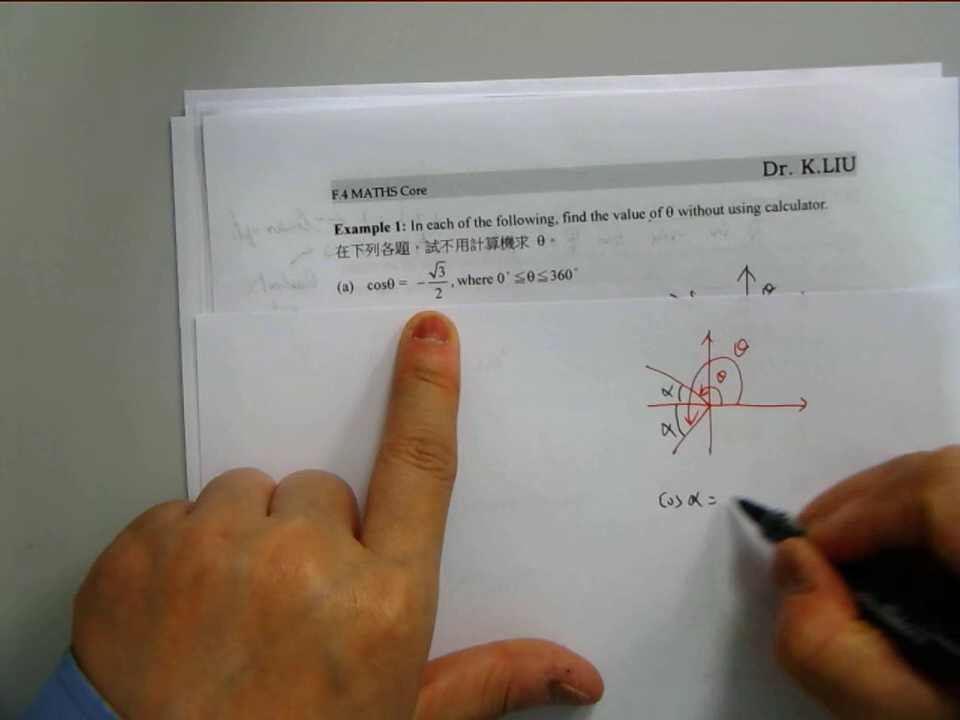 Dr. K.LIU
F.4 MATHS Core
Example 1: In each of the following, find the value of θ without using calculator.
在下列各題，試不用計算機求 θ。
(a) cosθ = −√3/2, where 0°≦θ≦360°
θ
θ
θ
α
α
cos α =